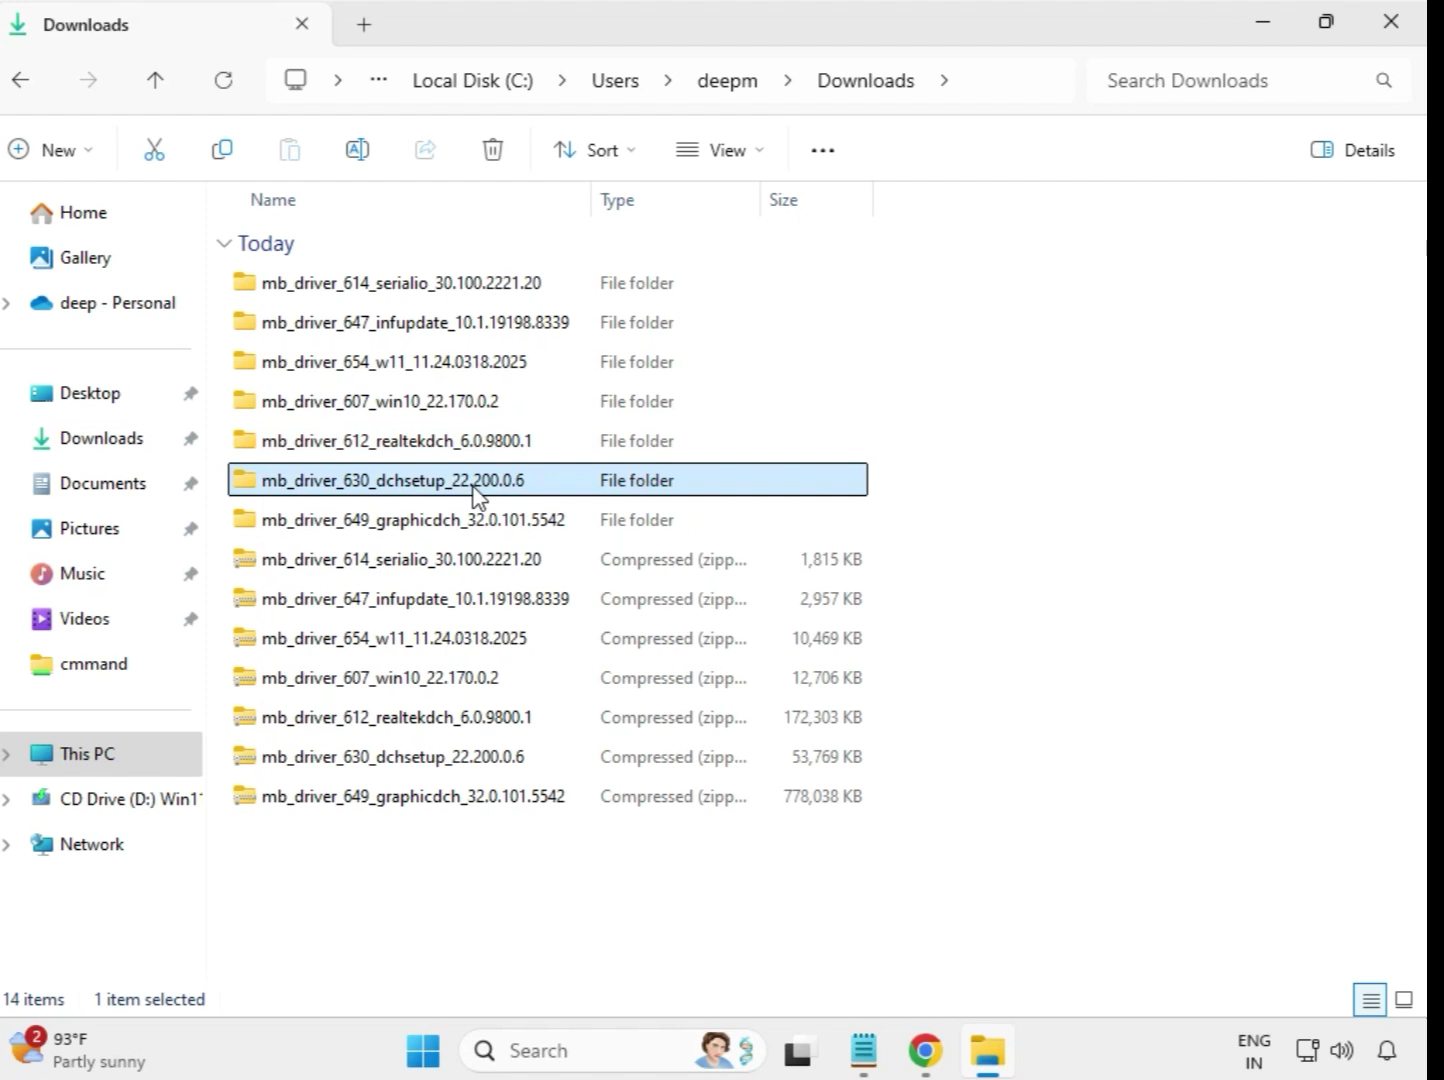 Downloads
Local Disk (C:) Users deepm Downloads
Search Downloads
New
Sort
View
Details
Name Type Size
Home
Gallery
deep - Personal
Desktop
Downloads
Documents
Pictures
Music
Videos
cmmand
This PC
CD Drive (D:) Win1
Network
Today
mb_driver_614_serialio_30.100.2221.20 File folder
mb_driver_647_infupdate_10.1.19198.8339 File folder
mb_driver_654_w11_11.24.0318.2025 File folder
mb_driver_607_win10_22.170.0.2 File folder
mb_driver_612_realtekdch_6.0.9800.1 File folder
mb_driver_630_dchsetup_22.200.0.6 File folder
mb_driver_649_graphicdch_32.0.101.5542 File folder
mb_driver_614_serialio_30.100.2221.20 Compressed (zipp... 1,815 KB
mb_driver_647_infupdate_10.1.19198.8339 Compressed (zipp... 2,957 KB
mb_driver_654_w11_11.24.0318.2025 Compressed (zipp... 10,469 KB
mb_driver_607_win10_22.170.0.2 Compressed (zipp... 12,706 KB
mb_driver_612_realtekdch_6.0.9800.1 Compressed (zipp... 172,303 KB
mb_driver_630_dchsetup_22.200.0.6 Compressed (zipp... 53,769 KB
mb_driver_649_graphicdch_32.0.101.5542 Compressed (zipp... 778,038 KB
14 items 1 item selected
2
93°F
Partly sunny
Search
ENG
IN